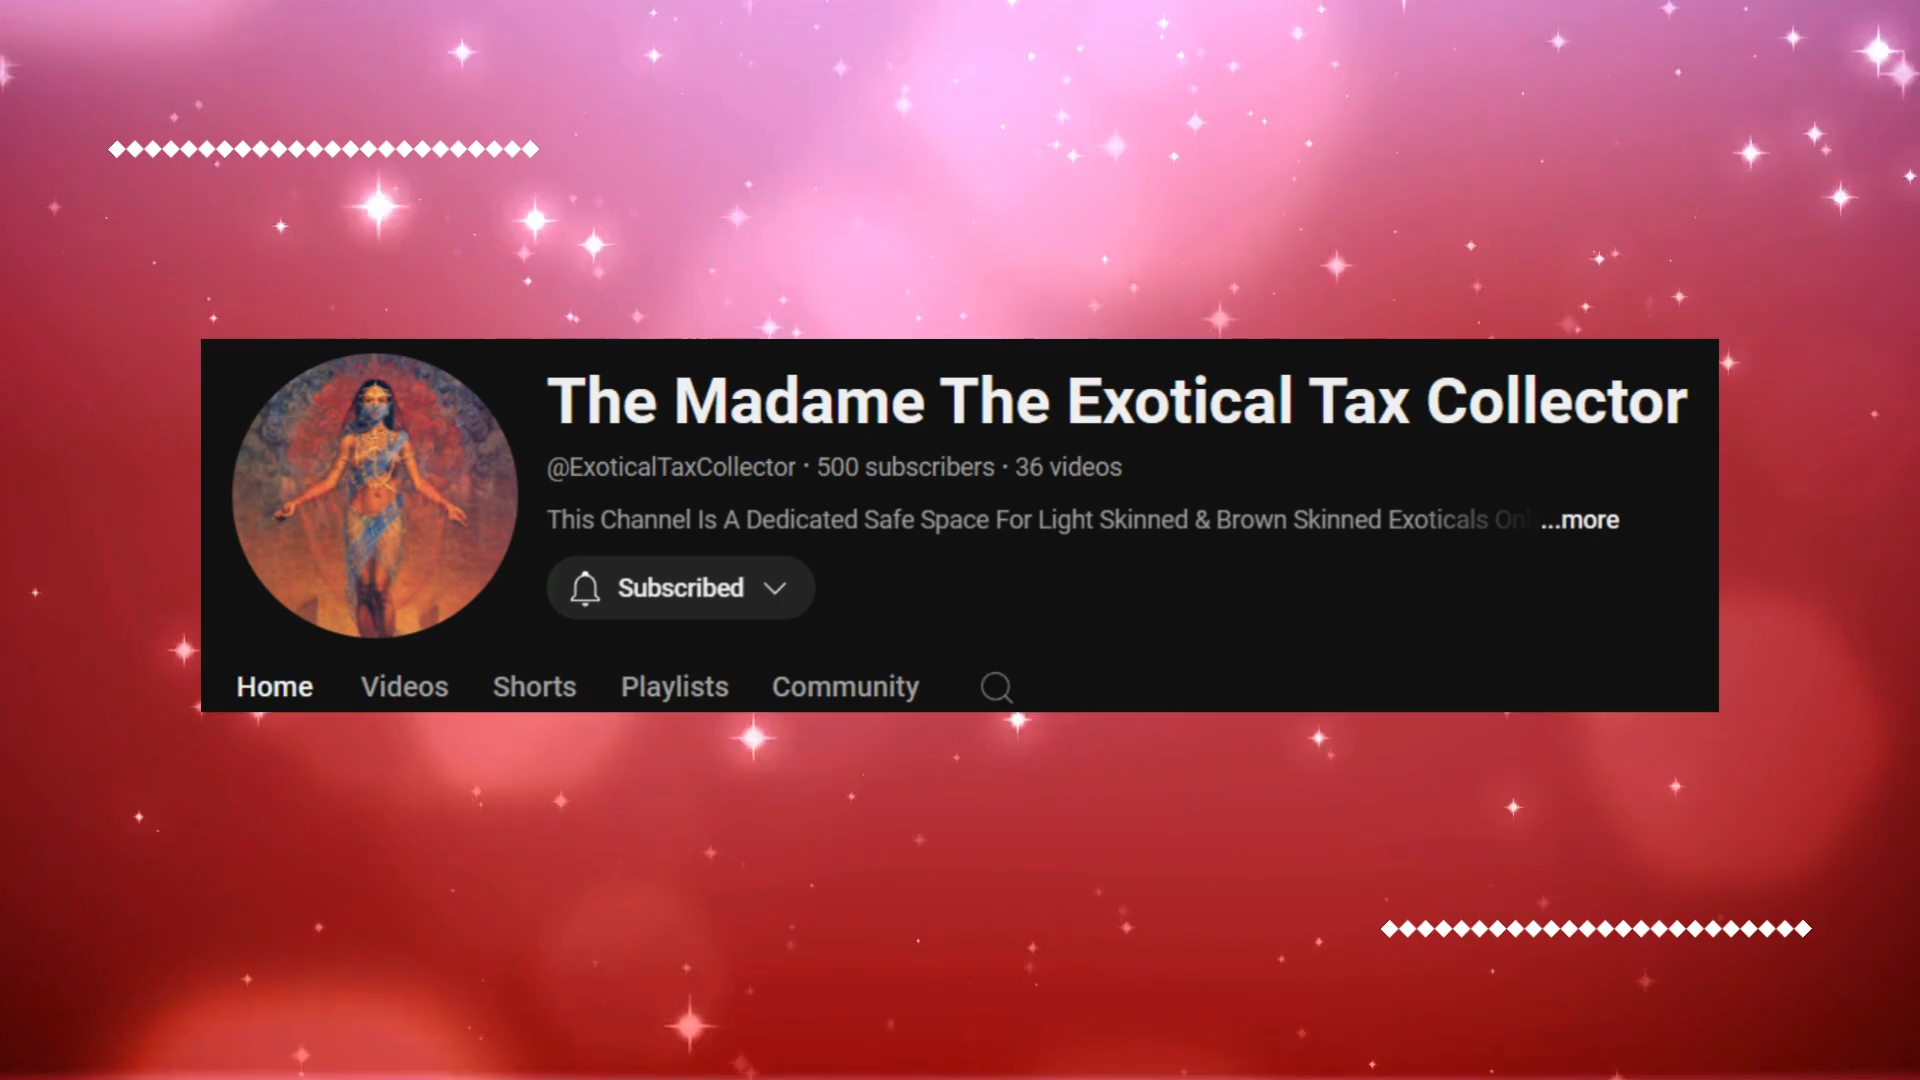 The Madame The Exotical Tax Collector
@ExoticalTaxCollector · 500 subscribers · 36 videos
This Channel Is A Dedicated Safe Space For Light Skinned & Brown Skinned Exoticals ...more
Subscribed
Home Videos Shorts Playlists Community